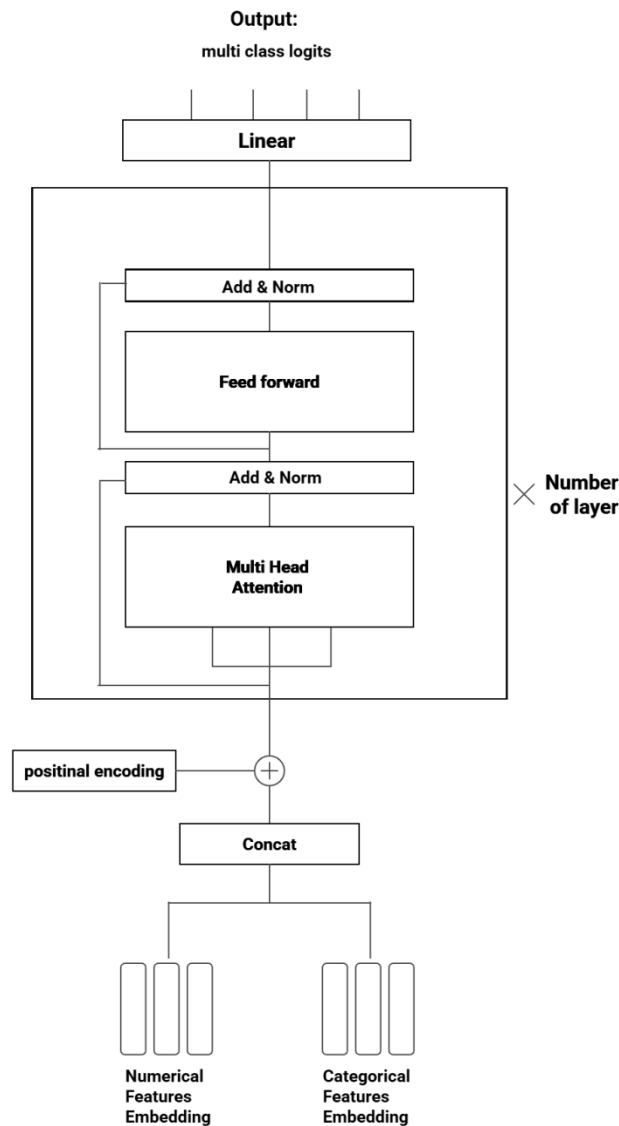 Output:
multi class logits
Linear
Add & Norm
Feed forward
Add & Norm
Number
of layer
Multi Head
Attention
positinal encoding
Concat
Numerical
Features
Embedding
Categorical
Features
Embedding